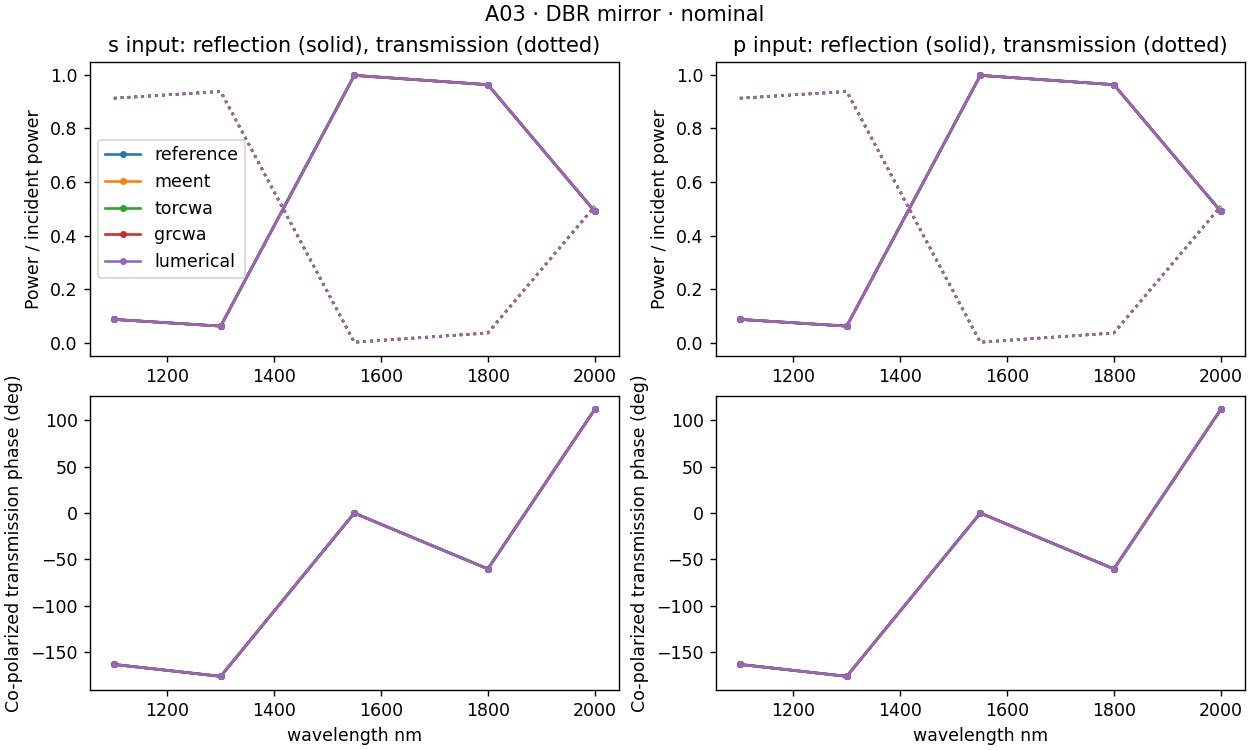 A03 · DBR mirror · nominal
s input: reflection (solid), transmission (dotted)
p input: reflection (solid), transmission (dotted)
Power / incident power
1.0
0.8
0.6
0.4
0.2
0.0
reference
meent
torcwa
grcwa
lumerical
1200 1400 1600 1800 2000
Power / incident power
1.0
0.8
0.6
0.4
0.2
0.0
1200 1400 1600 1800 2000
Co-polarized transmission phase (deg)
100
50
0
−50
−100
−150
1200 1400 1600 1800 2000
wavelength nm
Co-polarized transmission phase (deg)
100
50
0
−50
−100
−150
1200 1400 1600 1800 2000
wavelength nm